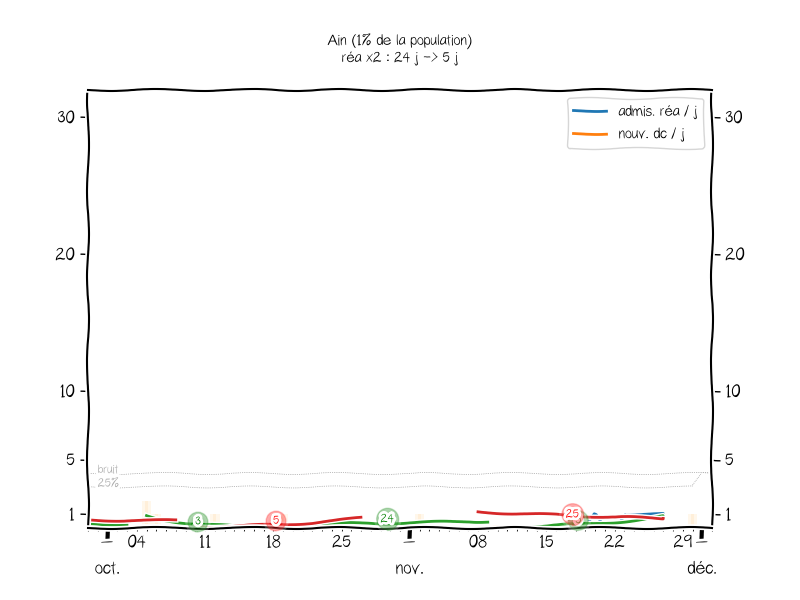 Ain (1% de la population)
réa x2 : 24 j -> 5 j
admis. réa / j
nouv. dc / j
30 30
20 20
10 10
5 5
bruit
25%
1 1
3 5 24 25
04 11 18 25 08 15 22 29
oct. nov. déc.